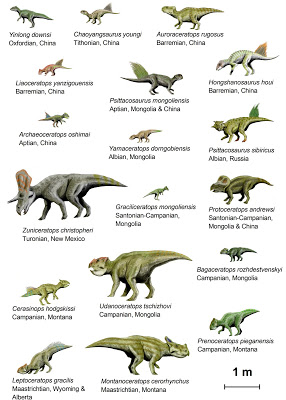 Yinlong downsi
Oxfordian, China
Chaoyangsaurus youngi
Tithonian, China
Auroraceratops rugosus
Barremian, China
Liaoceratops yanzigouensis
Barremian, China
Psittacosaurus mongoliensis
Aptian, Mongolia & China
Hongshanosaurus houi
Barremian, China
Archaeoceratops oshimai
Aptian, China
Yamaceratops dorngobiensis
Albian, Mongolia
Psittacosaurus sibiricus
Albian, Russia
Zuniceratops christopheri
Turonian, New Mexico
Graciliceratops mongoliensis
Santonian-Campanian,
Mongolia
Protoceratops andrewsi
Santonian-Campanian,
Mongolia & China
Bagaceratops rozhdestvenskyi
Campanian, Mongolia
Cerasinops hodgskissi
Campanian, Montana
Udanoceratops tschizhovi
Campanian, Mongolia
Prenoceratops pieganensis
Campanian, Montana
Leptoceratops gracilis
Maastrichtian, Wyoming &
Alberta
Montanoceratops cerorhynchus
Maastrichtian, Montana
1 m